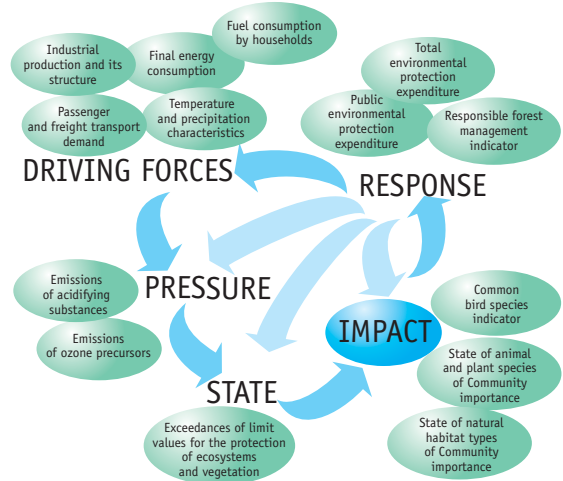 Fuel consumption
by households
Industrial
production and its
structure
Final energy
consumption
Passenger
and freight transport
demand
Temperature
and precipitation
characteristics
DRIVING FORCES
Total
environmental
protection
expenditure
Public
environmental
protection
expenditure
Responsible forest
management
indicator
RESPONSE
Emissions
of acidifying
substances
PRESSURE
Emissions
of ozone precursors
STATE
Exceedances of limit
values for the protection
of ecosystems
and vegetation
IMPACT
Common
bird species
indicator
State of animal
and plant species
of Community
importance
State of natural
habitat types
of Community
importance